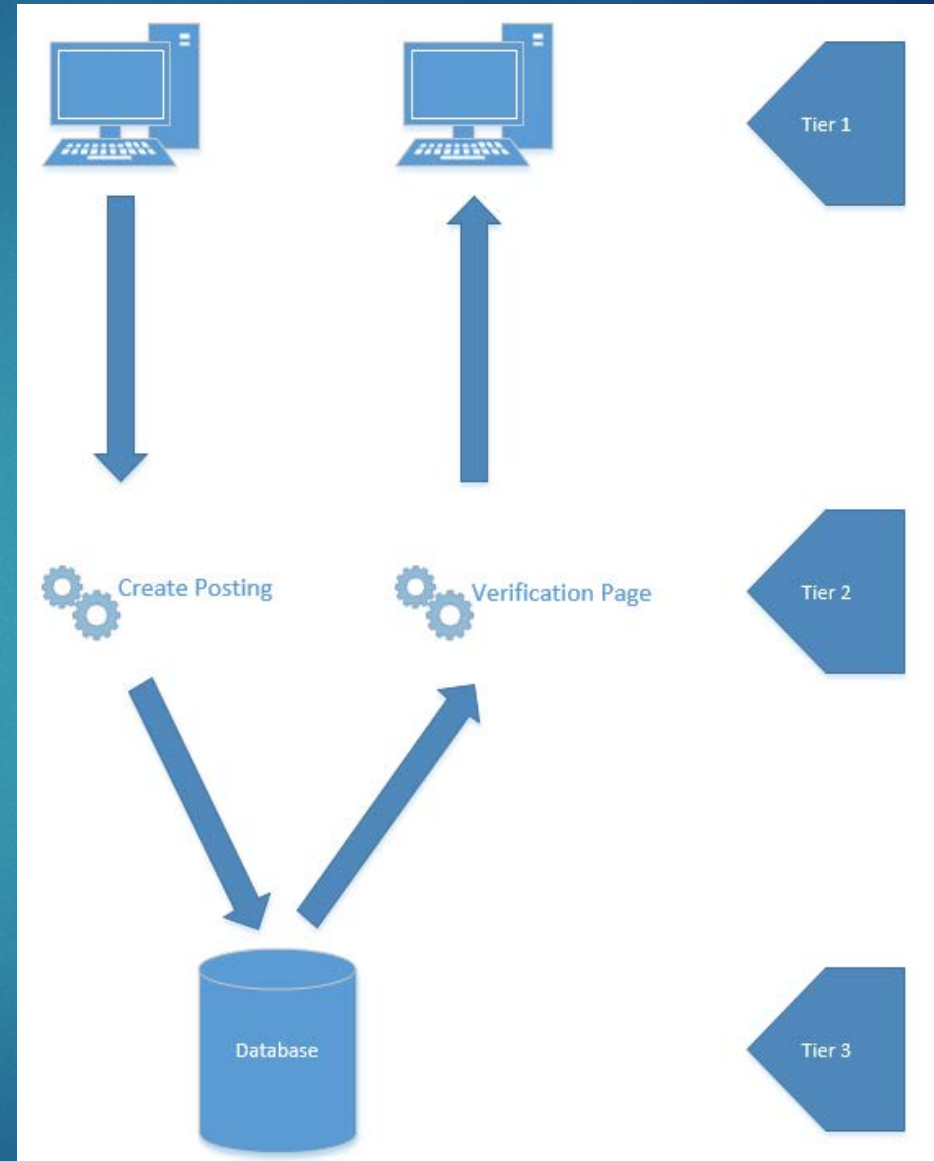 Tier 1
Create Posting
Verification Page
Tier 2
Database
Tier 3